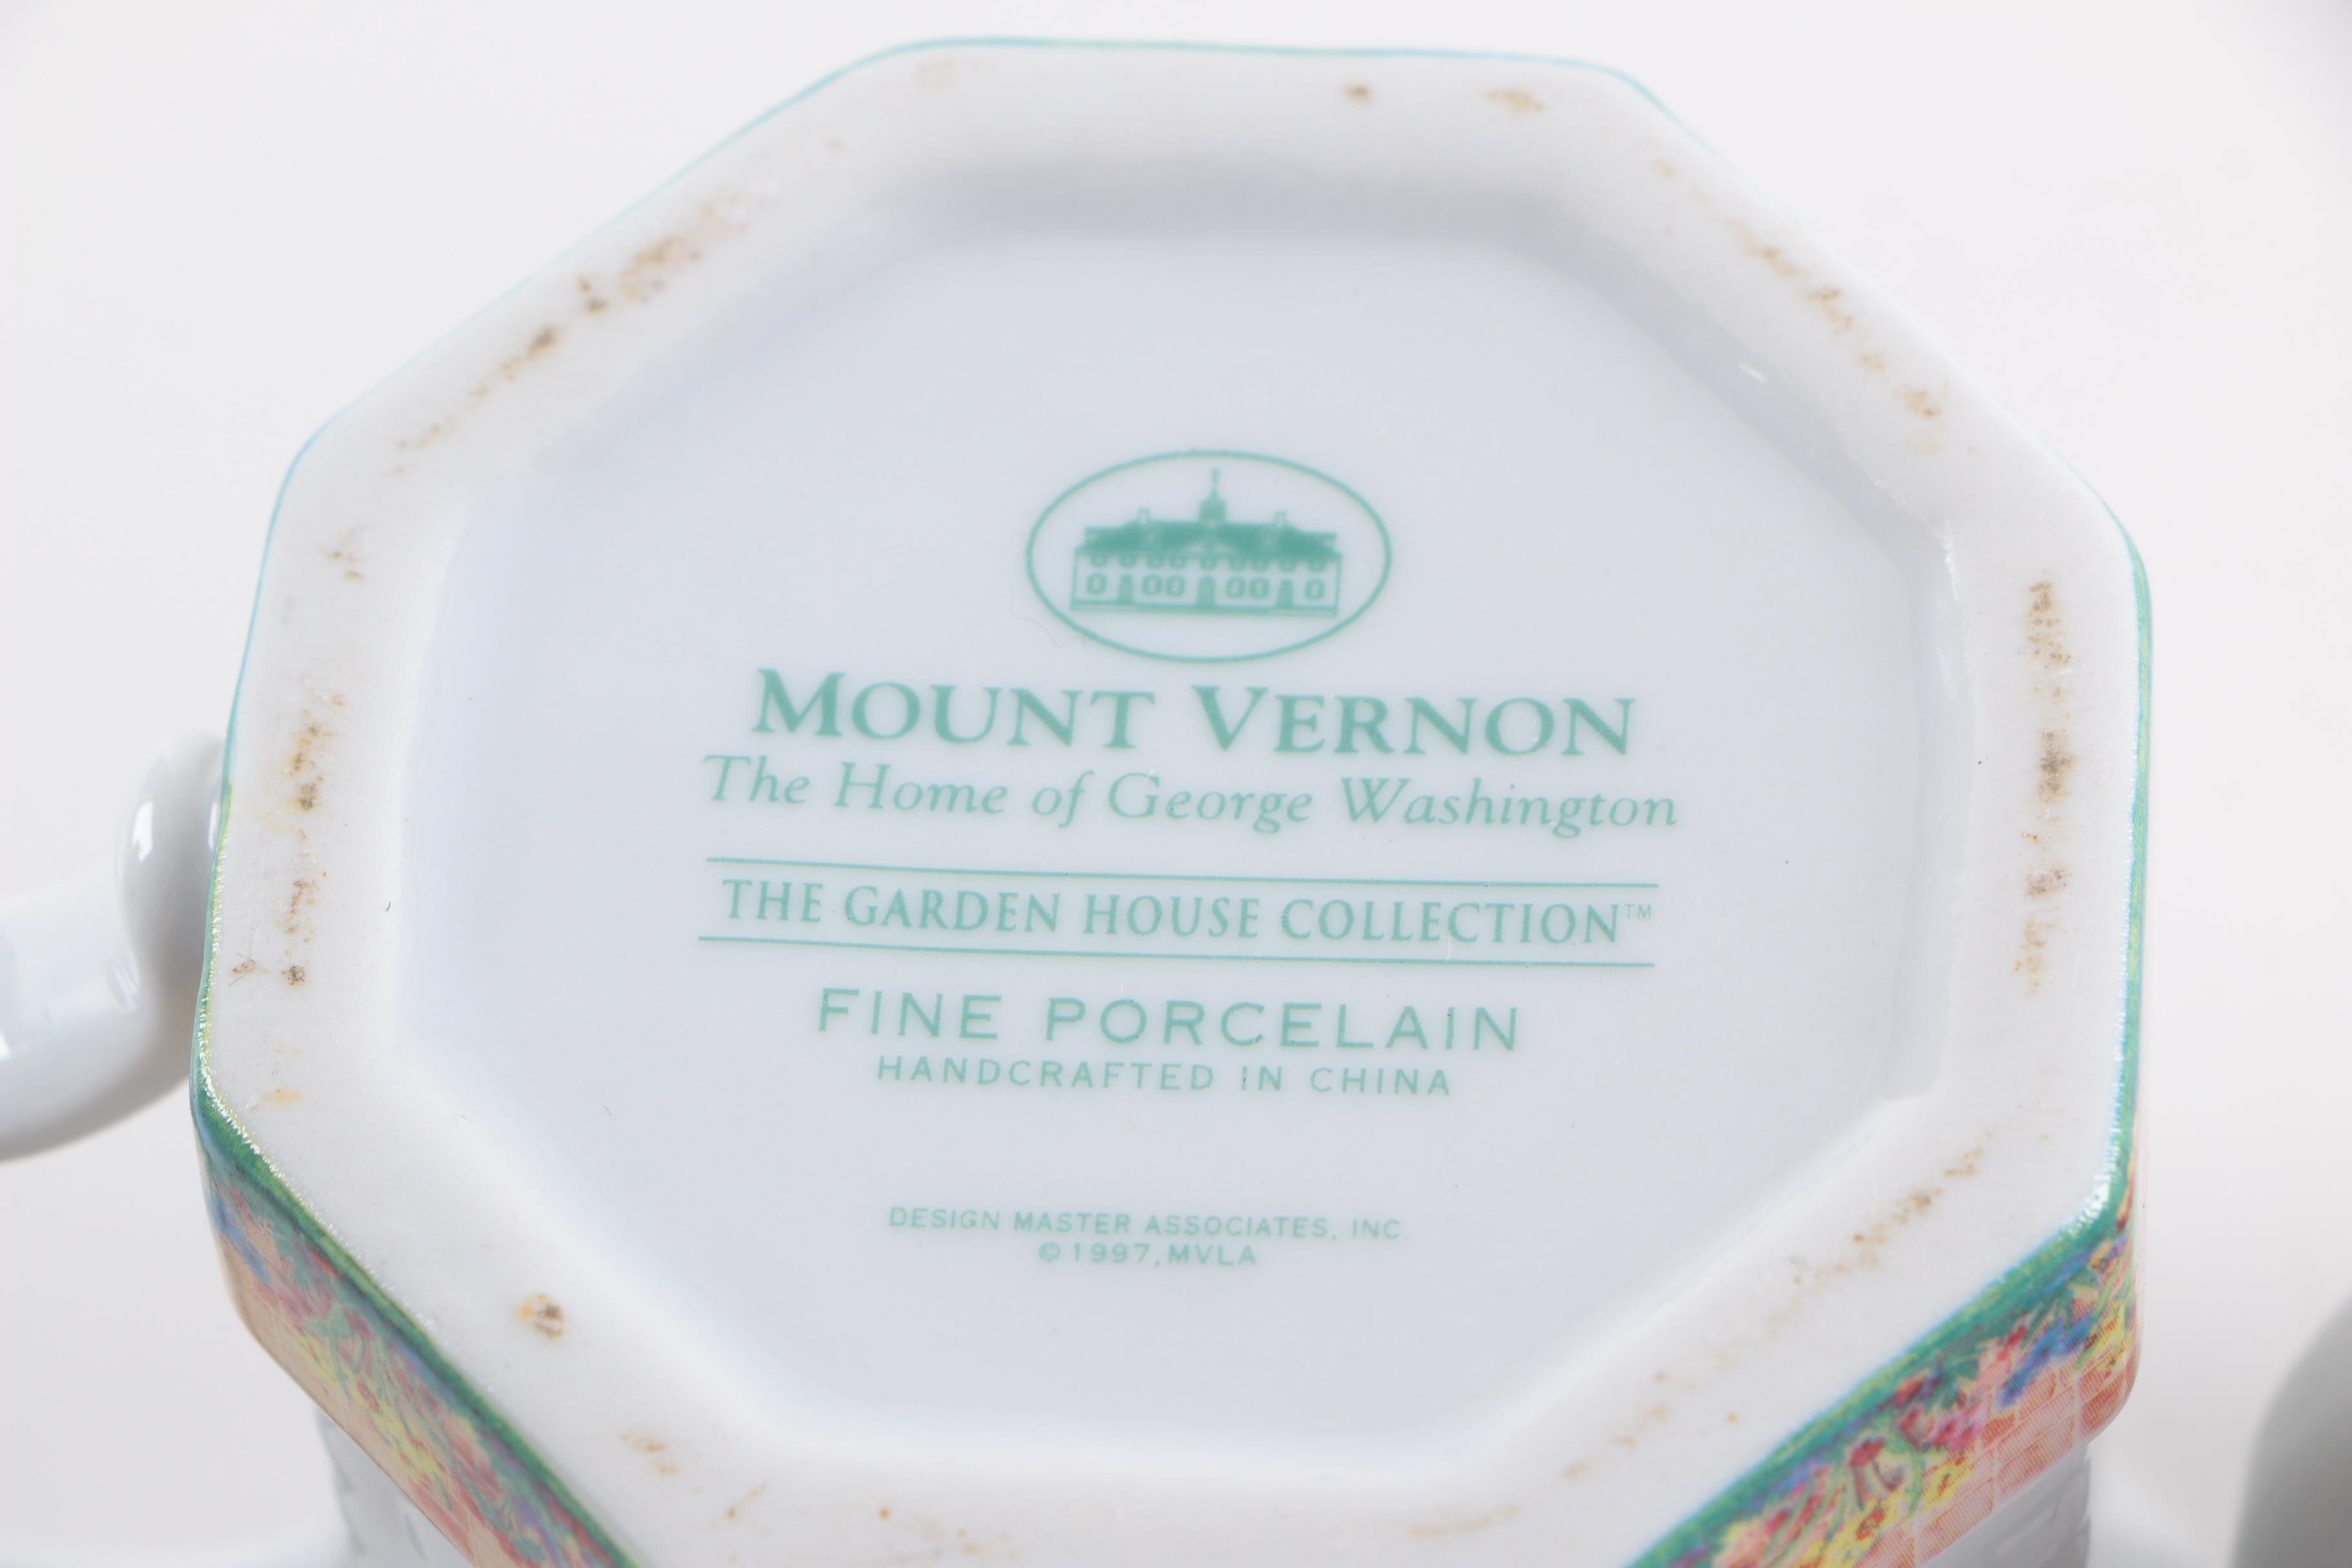 MOUNT VERNON
The Home of George Washington
THE GARDEN HOUSE COLLECTION™
FINE PORCELAIN
HANDCRAFTED IN CHINA
DESIGN MASTER ASSOCIATES, INC.
© 1997, MVLA